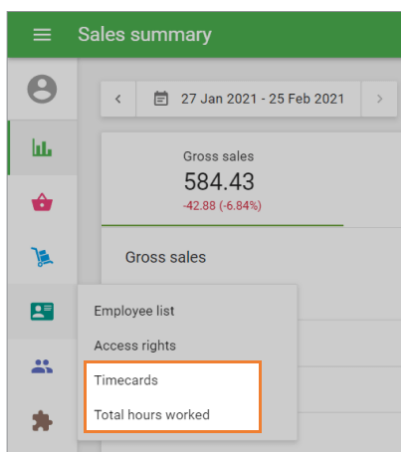 Sales summary
27 Jan 2021 - 25 Feb 2021
Gross sales
584.43
-42.88 (-6.84%)
Gross sales
Employee list
Access rights
Timecards
Total hours worked